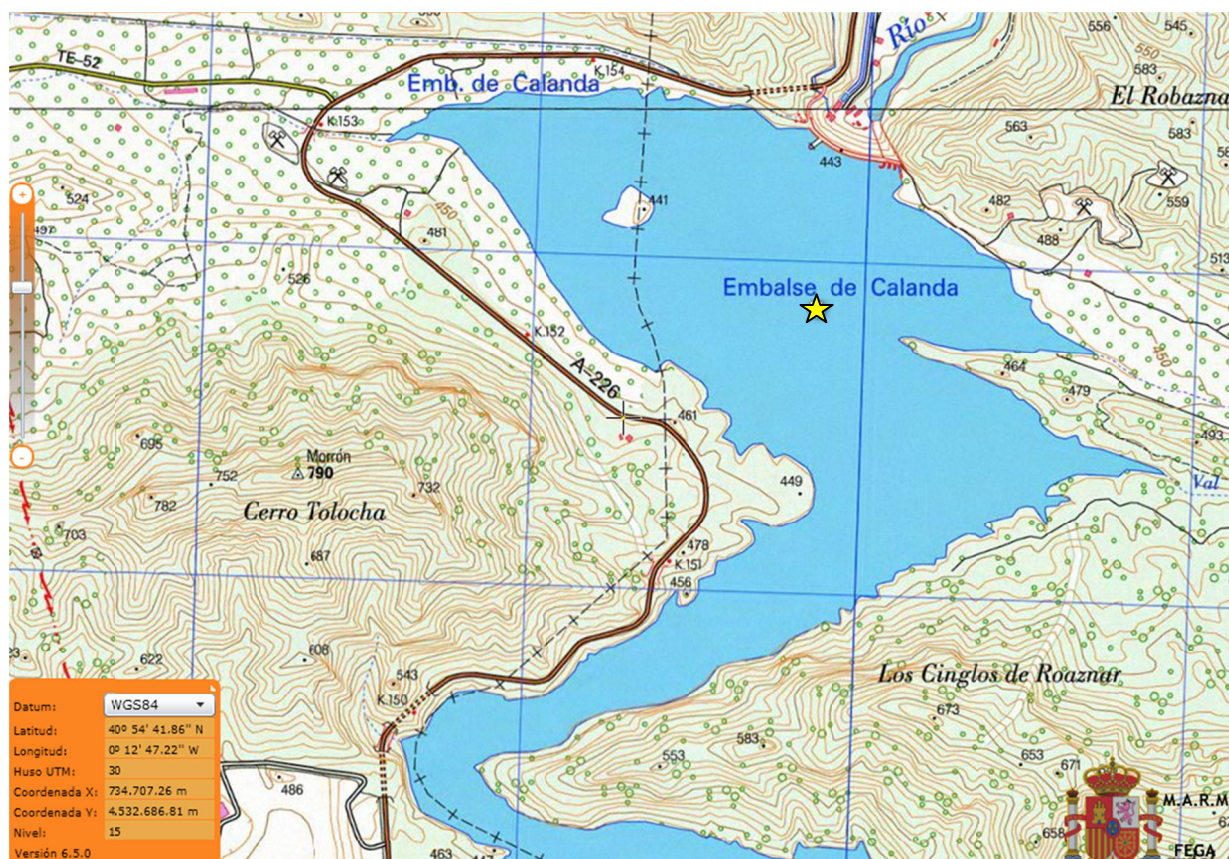 556
545
Río
550
583
TE-52
K.154
Emb. de Calanda
583
El Robaznar
K.153
563
583
443
524
441
482
559
450
497
481
488
513
526
Embalse de Calanda
K.152
450
A-226
464
479
461
695
493
Morrón
790
752
732
449
Val
782
Cerro Tolocha
703
478
687
K.151
456
608
622
543
Los Cinglos de Roaznar
K.150
673
583
553
653
671
486
658
463
M.A.R.M
FEGA
+
-
Datum: WGS84
Latitud: 40º 54' 41.86'' N
Longitud: 0º 12' 47.22'' W
Huso UTM: 30
Coordenada X: 734.707.26 m
Coordenada Y: 4.532.686.81 m
Nivel: 15
Versión 6.5.0